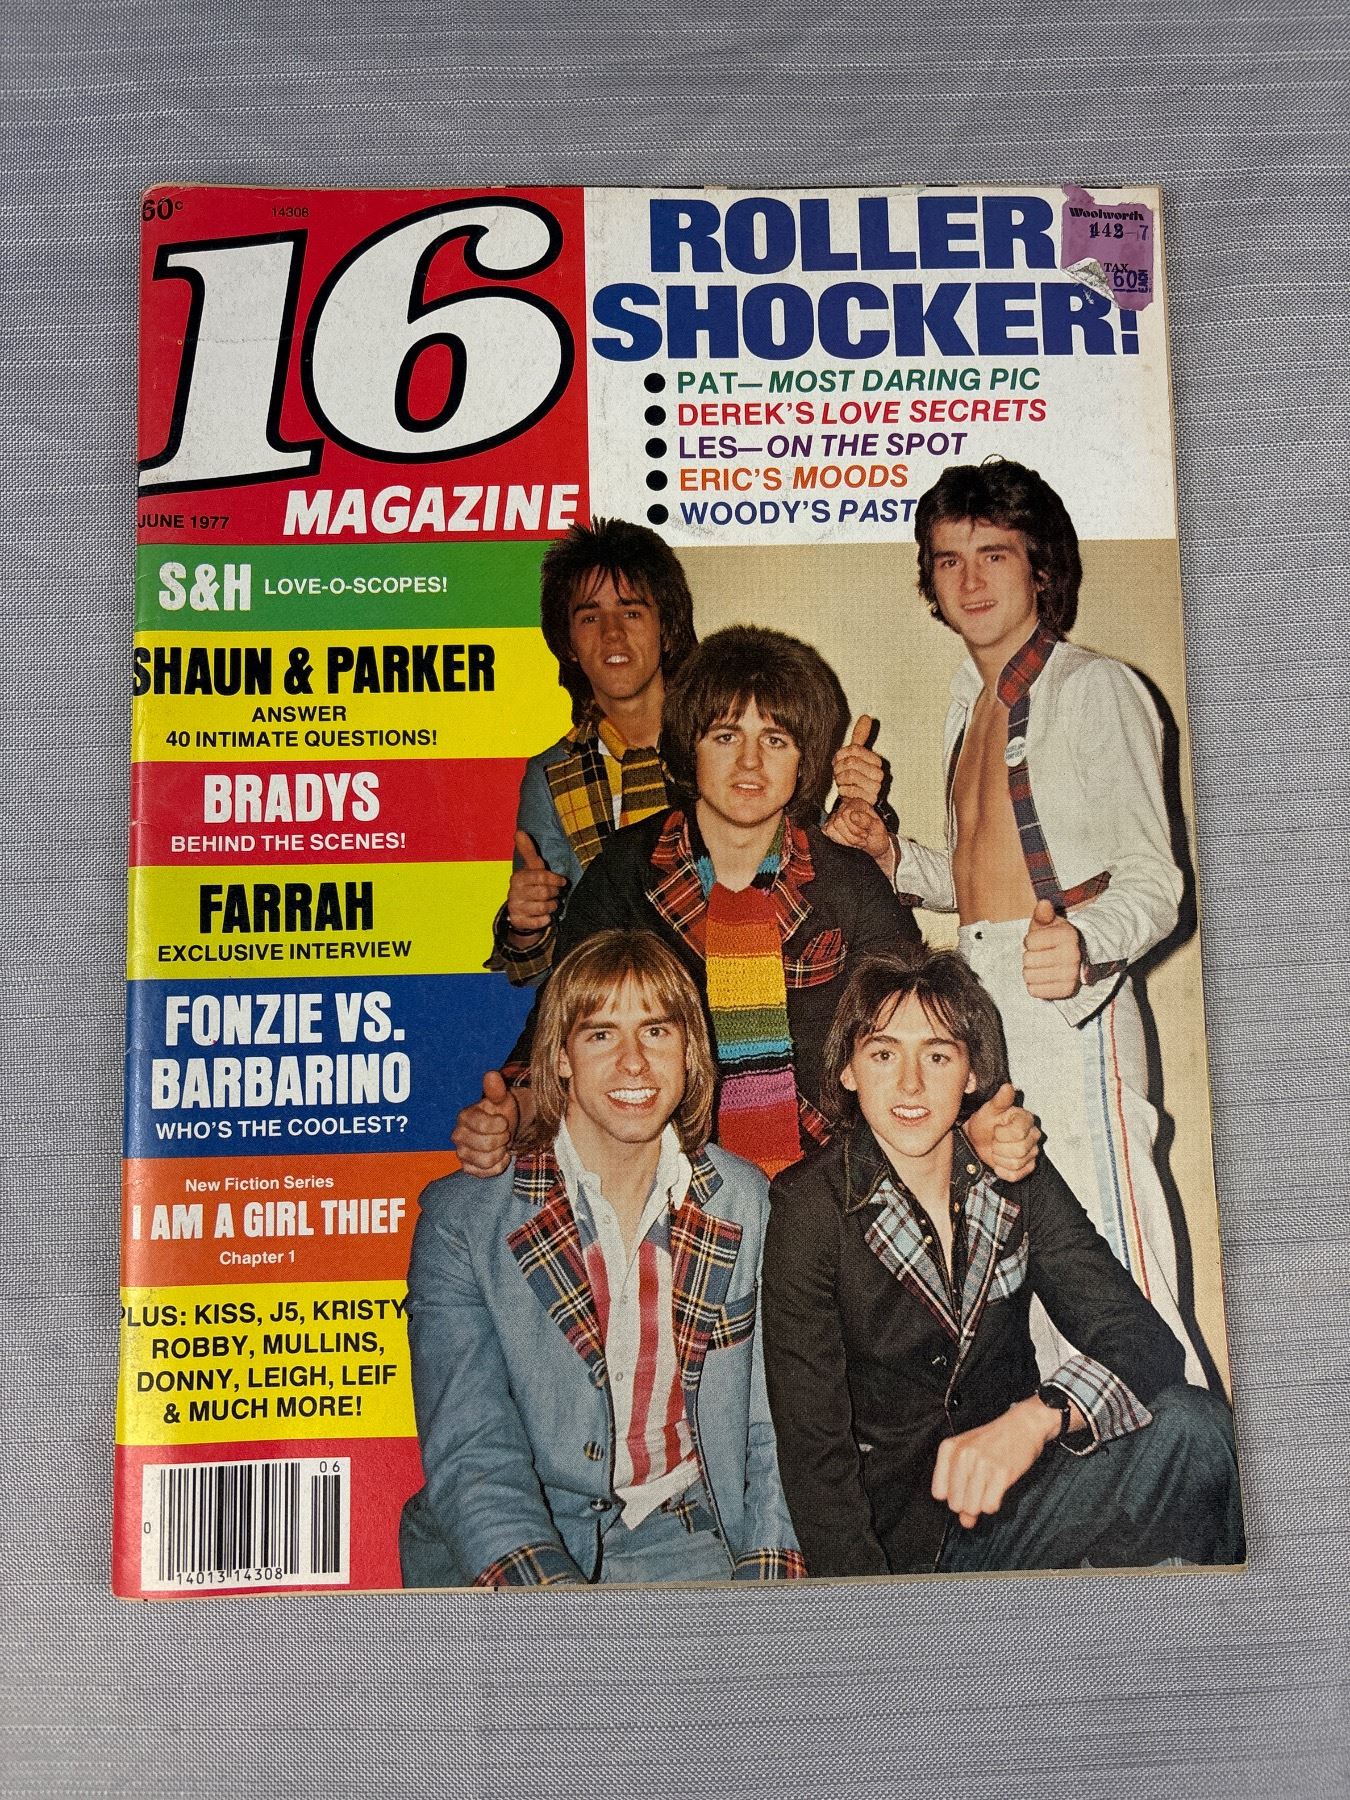 60¢
14308
16
MAGAZINE
JUNE 1977
ROLLER
SHOCKER!
Woolworth
TAX
60
EACH
● PAT—MOST DARING PIC
● DEREK'S LOVE SECRETS
● LES—ON THE SPOT
● ERIC'S MOODS
● WOODY'S PAST
S&H LOVE-O-SCOPES!
SHAUN & PARKER
ANSWER
40 INTIMATE QUESTIONS!
BRADYS
BEHIND THE SCENES!
FARRAH
EXCLUSIVE INTERVIEW
FONZIE VS.
BARBARINO
WHO'S THE COOLEST?
New Fiction Series
I AM A GIRL THIEF
Chapter 1
PLUS: KISS, J5, KRISTY,
ROBBY, MULLINS,
DONNY, LEIGH, LEIF
& MUCH MORE!
06
0
14013 14308